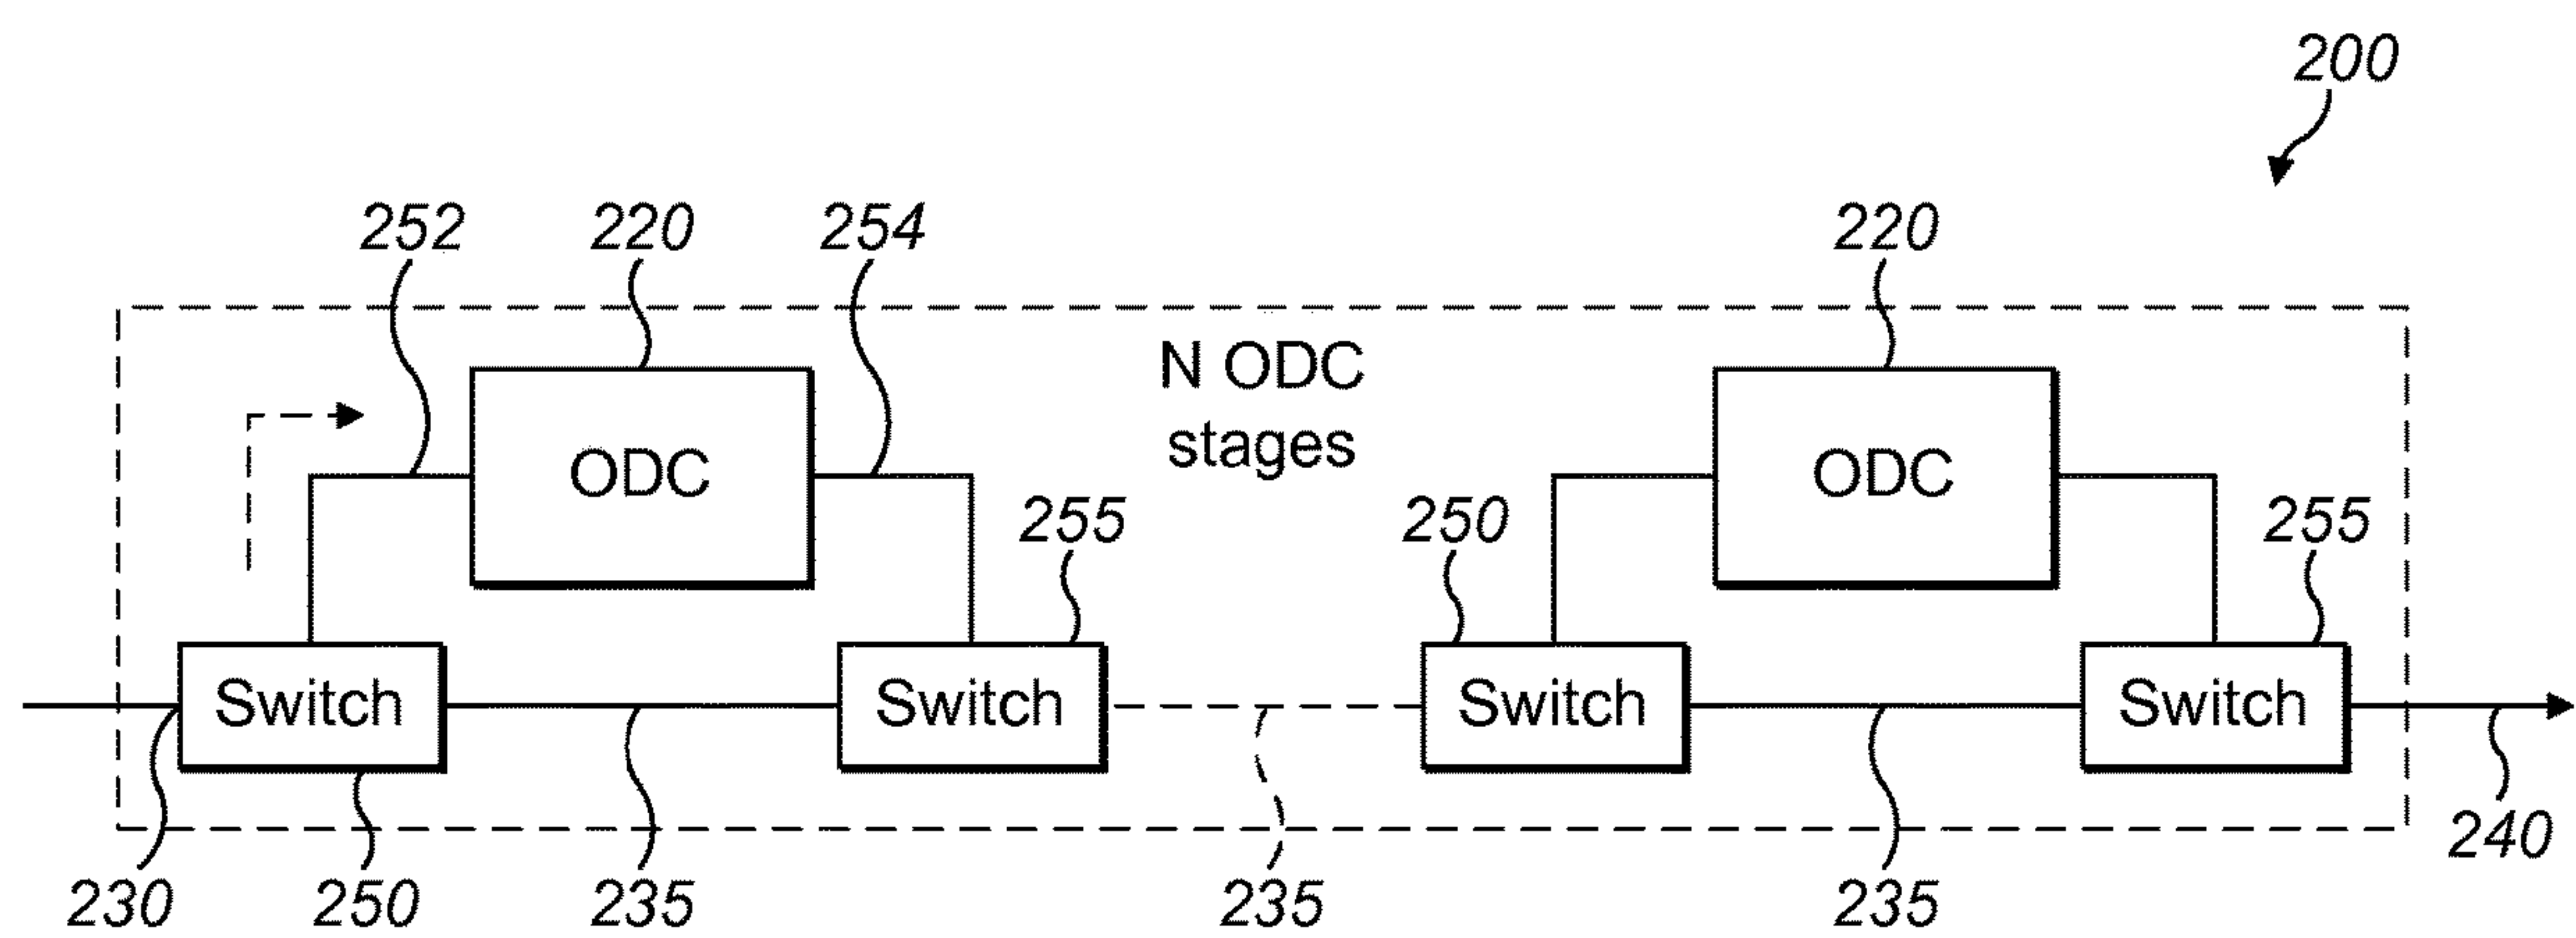 200
252 220 254 220
N ODC
stages
ODC ODC
255 250 255
Switch Switch Switch Switch
240
230 250 235 235 235